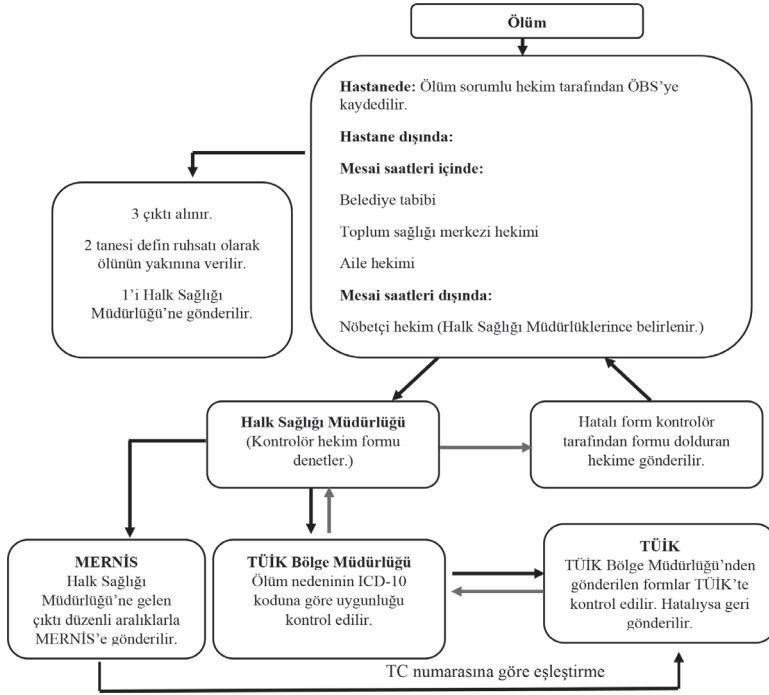 Ölüm
Hastanede: Ölüm sorumlu hekim tarafından ÖBS’ye
kaydedilir.
Hastane dışında:
Mesai saatleri içinde:
Belediye tabibi
Toplum sağlığı merkezi hekimi
Aile hekimi
Mesai saatleri dışında:
Nöbetçi hekim (Halk Sağlığı Müdürlüklerince belirlenir.)
3 çıktı alınır.
2 tanesi defin ruhsatı olarak
ölünün yakınına verilir.
1’i Halk Sağlığı
Müdürlüğü’ne gönderilir.
Halk Sağlığı Müdürlüğü
(Kontrolör hekim formu
denetler.)
Hatalı form kontrolör
tarafından formu dolduran
hekime gönderilir.
MERNİS
Halk Sağlığı
Müdürlüğü’ne gelen
çıktı düzenli aralıklarla
MERNİS’e gönderilir.
TÜİK Bölge Müdürlüğü
Ölüm nedeninin ICD-10
koduna göre uygunluğu
kontrol edilir.
TÜİK
TÜİK Bölge Müdürlüğü’nden
gönderilen formlar TÜİK’te
kontrol edilir. Hatalıysa geri
gönderilir.
TC numarasına göre eşleştirme